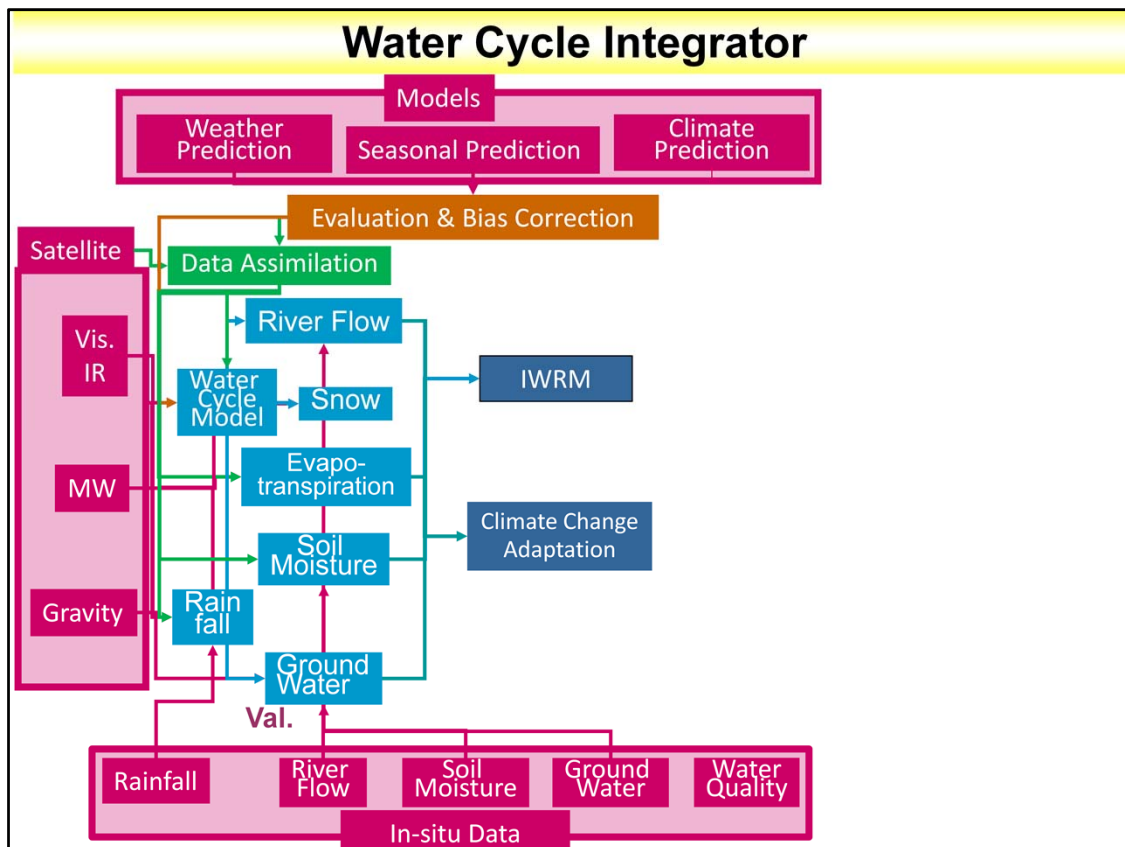 Water Cycle Integrator
Models
Weather
Prediction
Seasonal Prediction
Climate
Prediction
Evaluation & Bias Correction
Satellite
Data Assimilation
River Flow
Vis.
IR
Water
Cycle
Model
Snow
IWRM
MW
Evapo-
transpiration
Climate Change
Adaptation
Soil
Moisture
Gravity
Rain
fall
Ground
Water
Val.
Rainfall
River
Flow
Soil
Moisture
Ground
Water
Water
Quality
In-situ Data